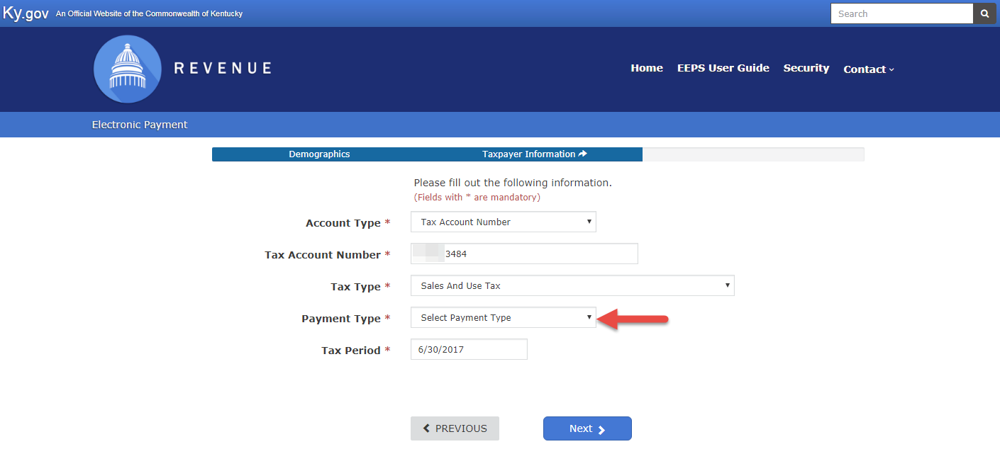 Ky.gov An Official Website of the Commonwealth of Kentucky
Search
REVENUE
Home EEPS User Guide Security Contact
Electronic Payment
Demographics Taxpayer Information
Please fill out the following information.
(Fields with * are mandatory)
Account Type * Tax Account Number
Tax Account Number * 3484
Tax Type * Sales And Use Tax
Payment Type * Select Payment Type
Tax Period * 6/30/2017
PREVIOUS Next